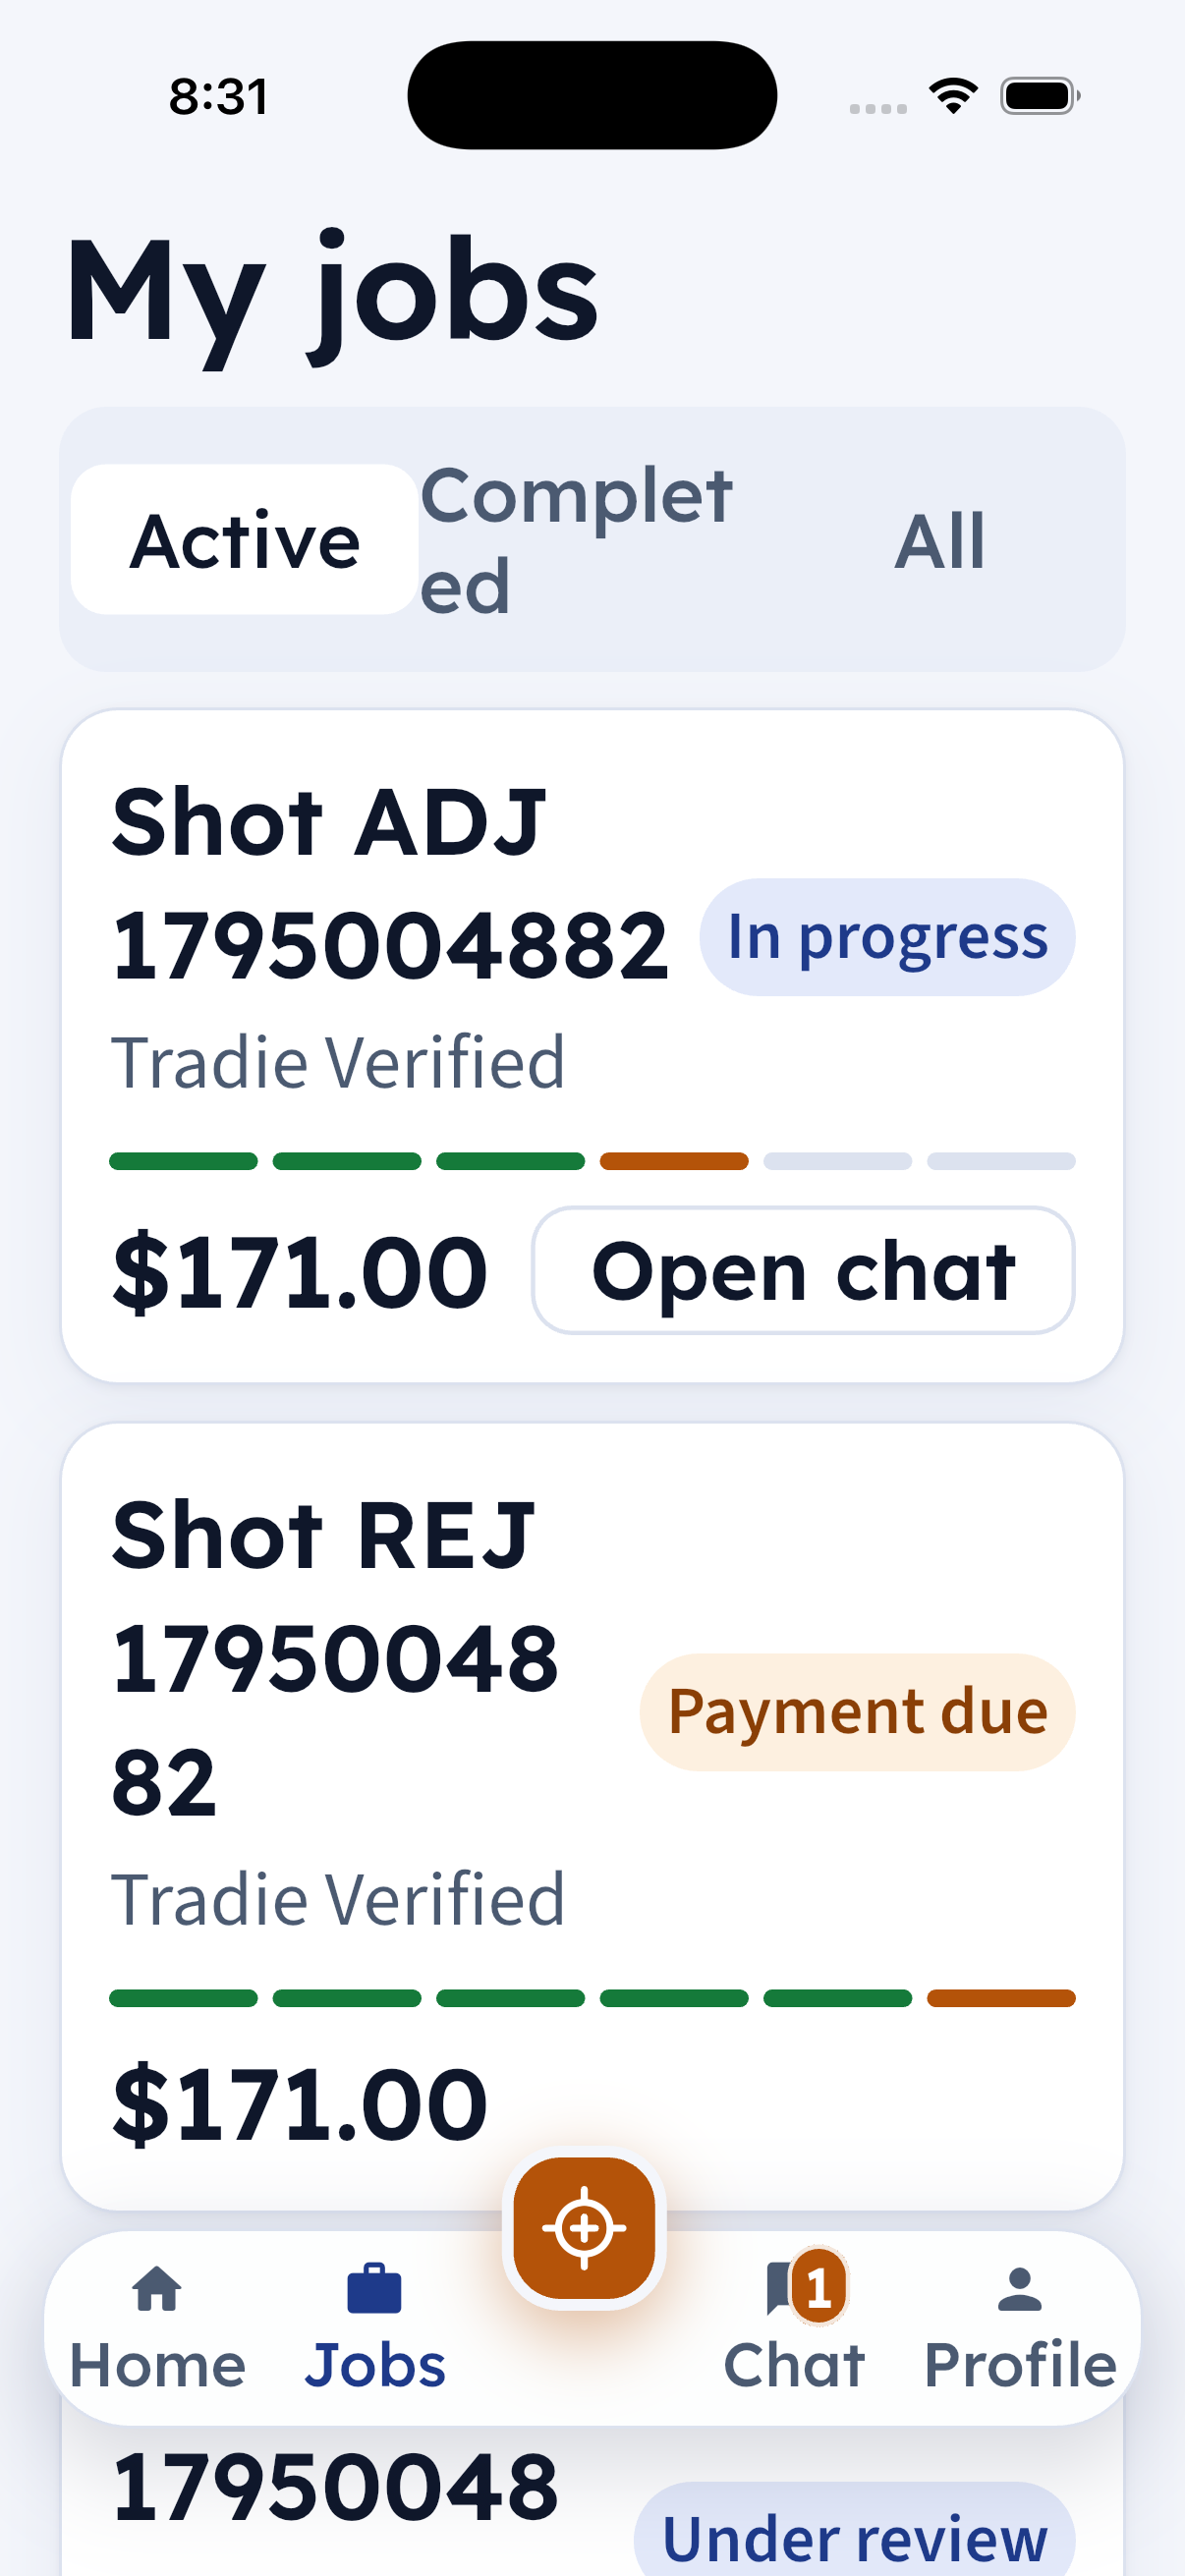 8:31
My jobs
Active
Complet
ed
All
Shot ADJ
1795004882
In progress
Tradie Verified
$171.00
Open chat
Shot REJ
17950048
82
Payment due
Tradie Verified
$171.00
1
Home
Jobs
Chat
Profile
17950048
Under review